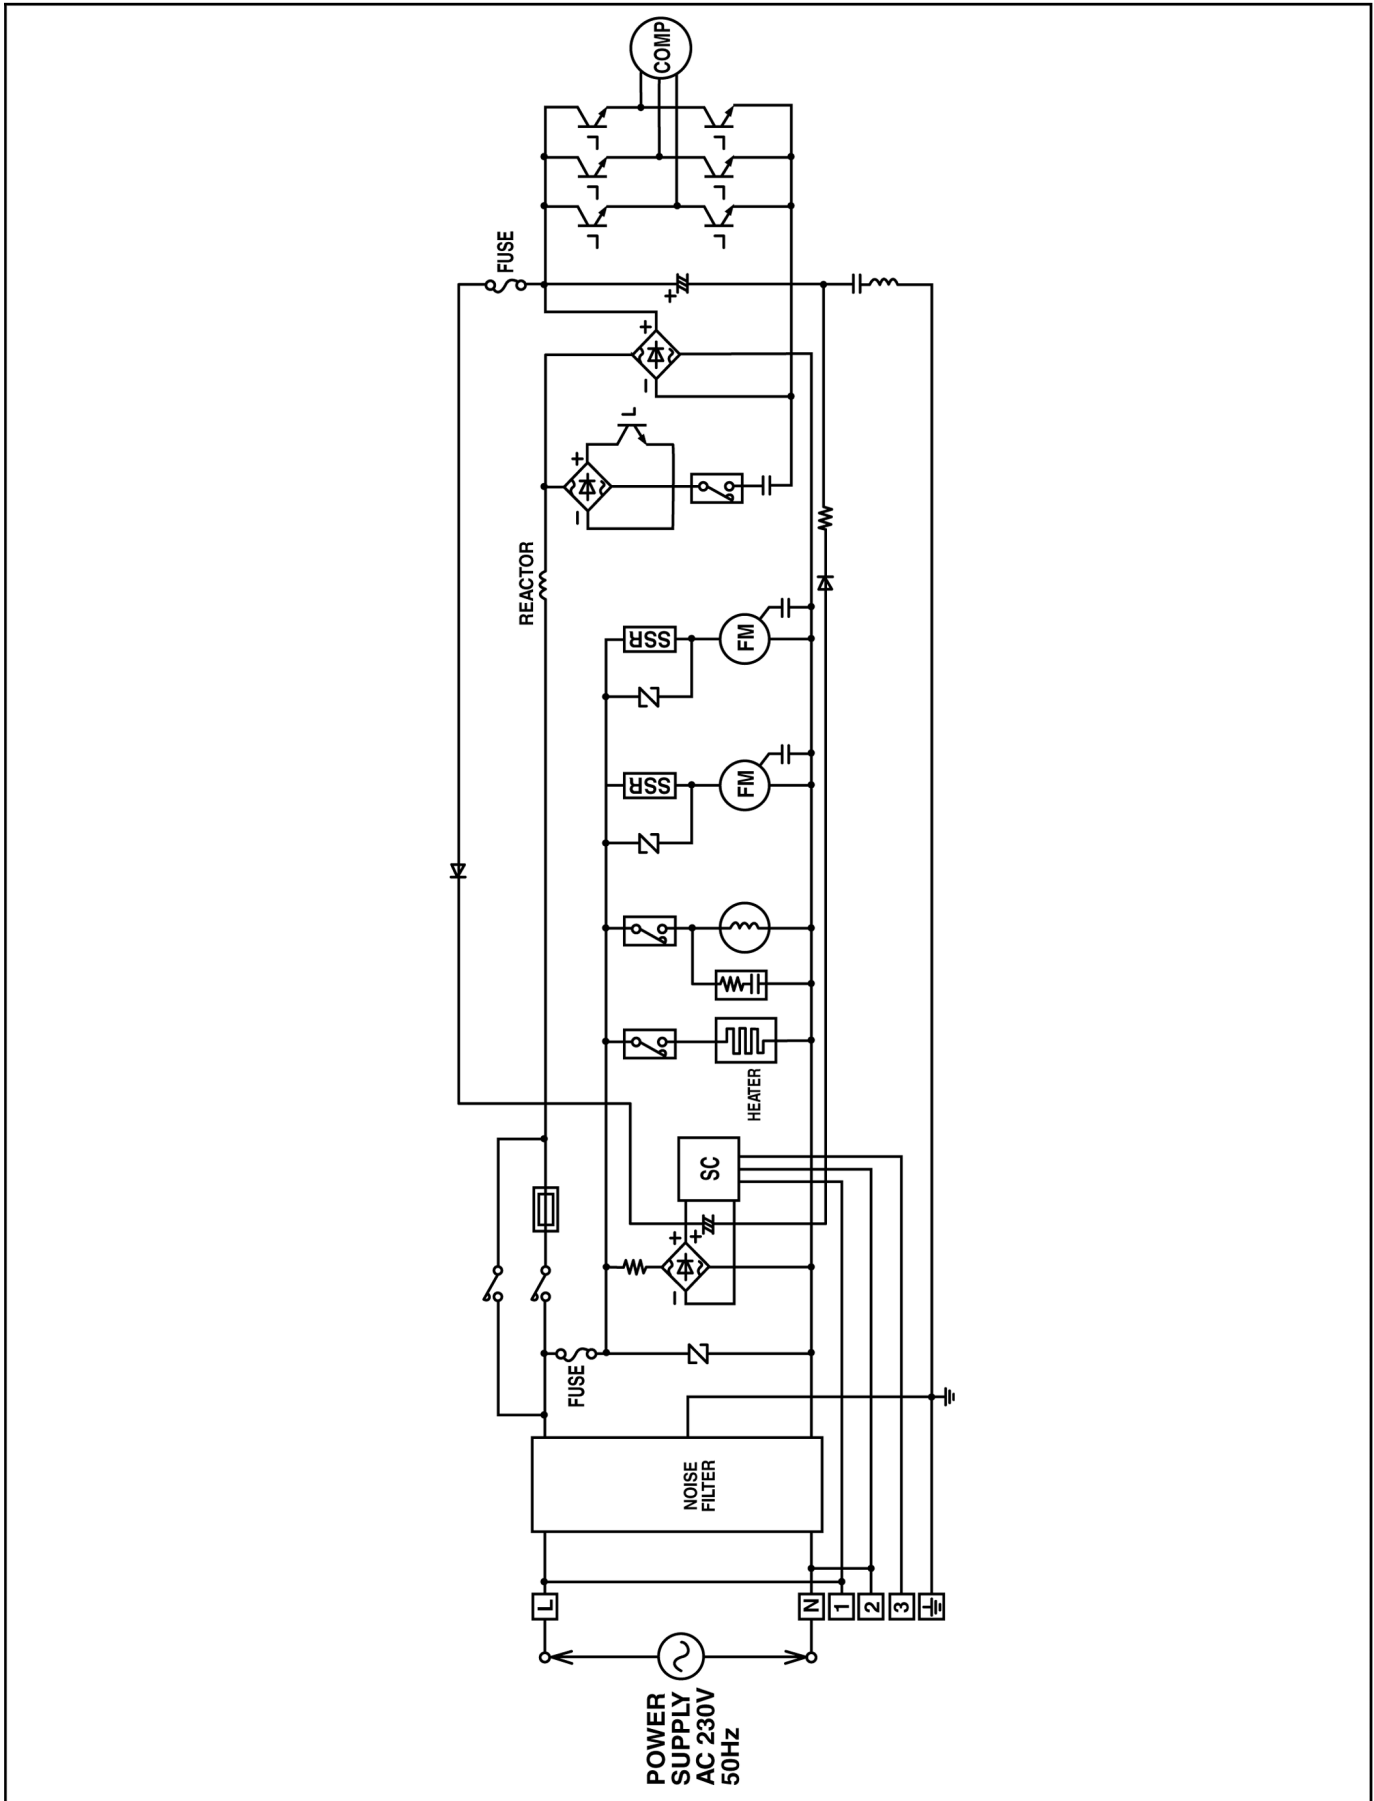 COMP
FUSE
+
+
−
+
−
REACTOR
SSR
FM
SSR
FM
HEATER
SC
+
+
−
FUSE
NOISE
FILTER
L
N
1
2
3
POWER
SUPPLY
AC 230V
50Hz